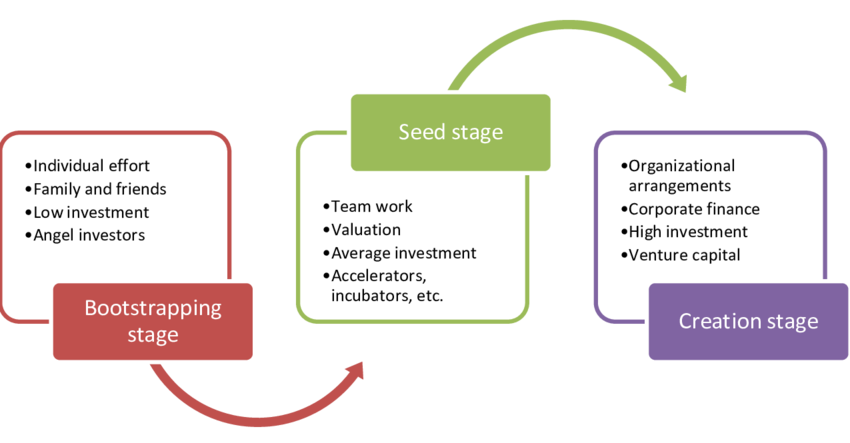 •Individual effort
•Family and friends
•Low investment
•Angel investors
Bootstrapping
stage
Seed stage
•Team work
•Valuation
•Average investment
•Accelerators,
incubators, etc.
•Organizational
arrangements
•Corporate finance
•High investment
•Venture capital
Creation stage